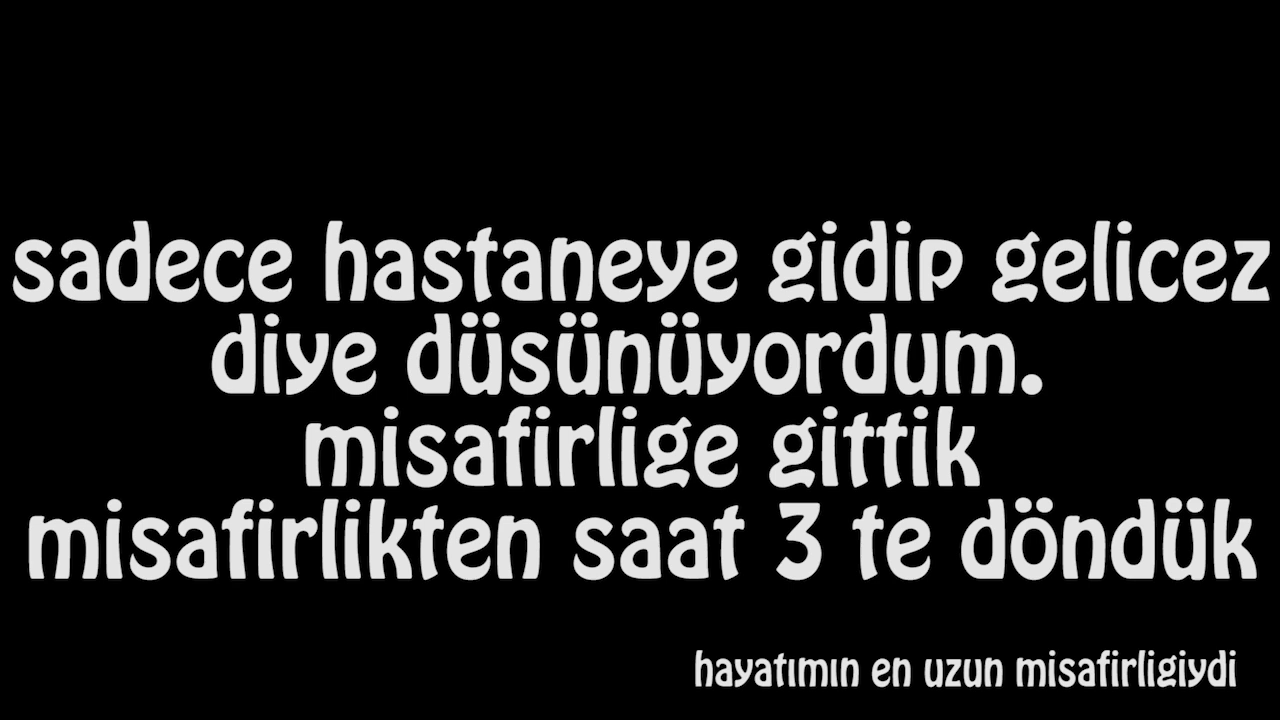 sadece hastaneye gidip gelicez
diye düsünüyordum.
misafirlige gittik
misafirlikten saat 3 te döndük
hayatımın en uzun misafirligiydi